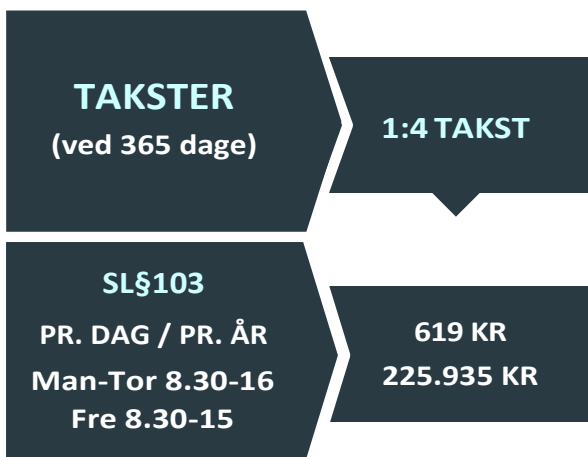 TAKSTER
(ved 365 dage)
1:4 TAKST
SL§103
PR. DAG / PR. ÅR
Man-Tor 8.30-16
Fre 8.30-15
619 KR
225.935 KR